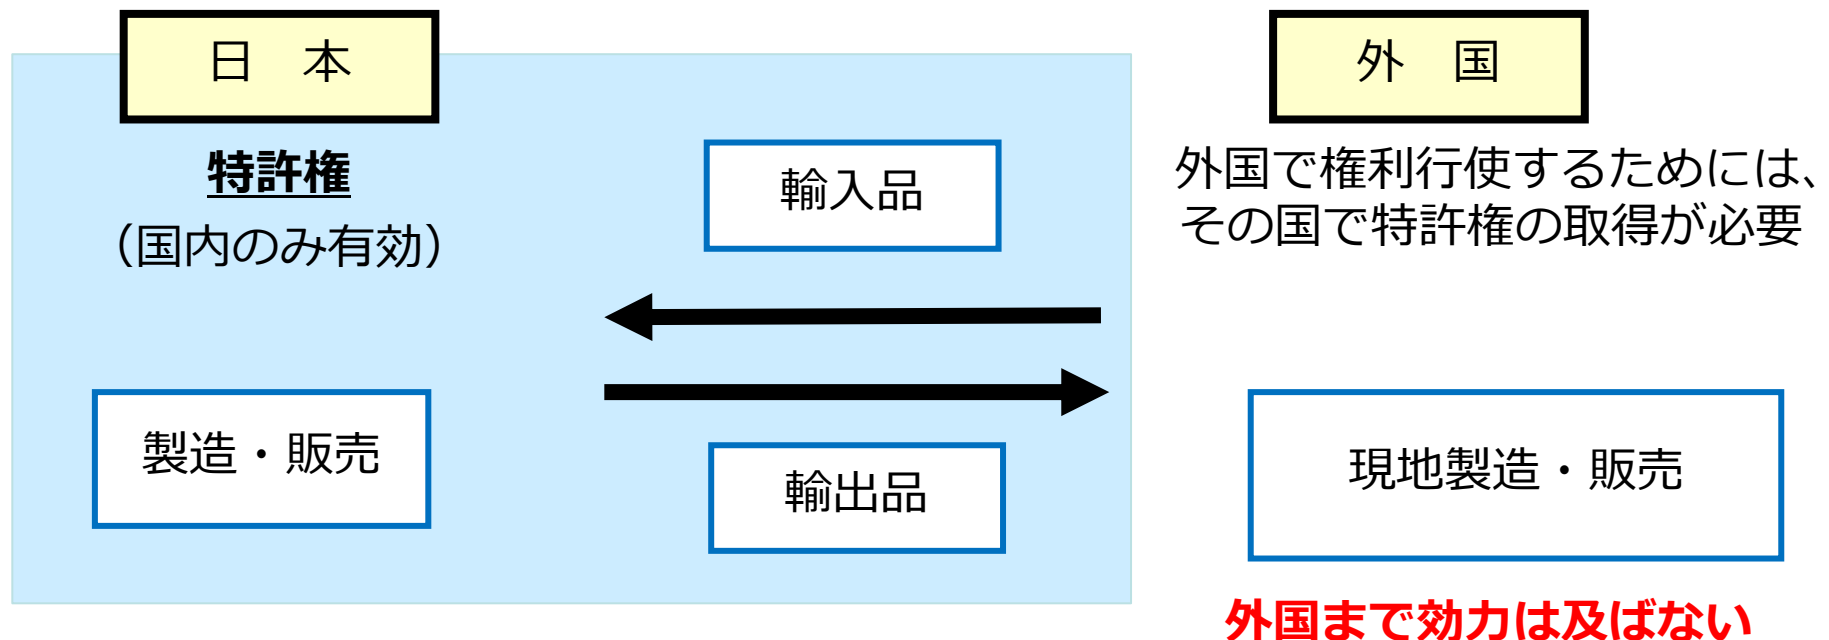 日　本
特許権
（国内のみ有効）
輸入品
製造・販売
輸出品
外　国
外国で権利行使するためには、
その国で特許権の取得が必要
現地製造・販売
外国まで効力は及ばない